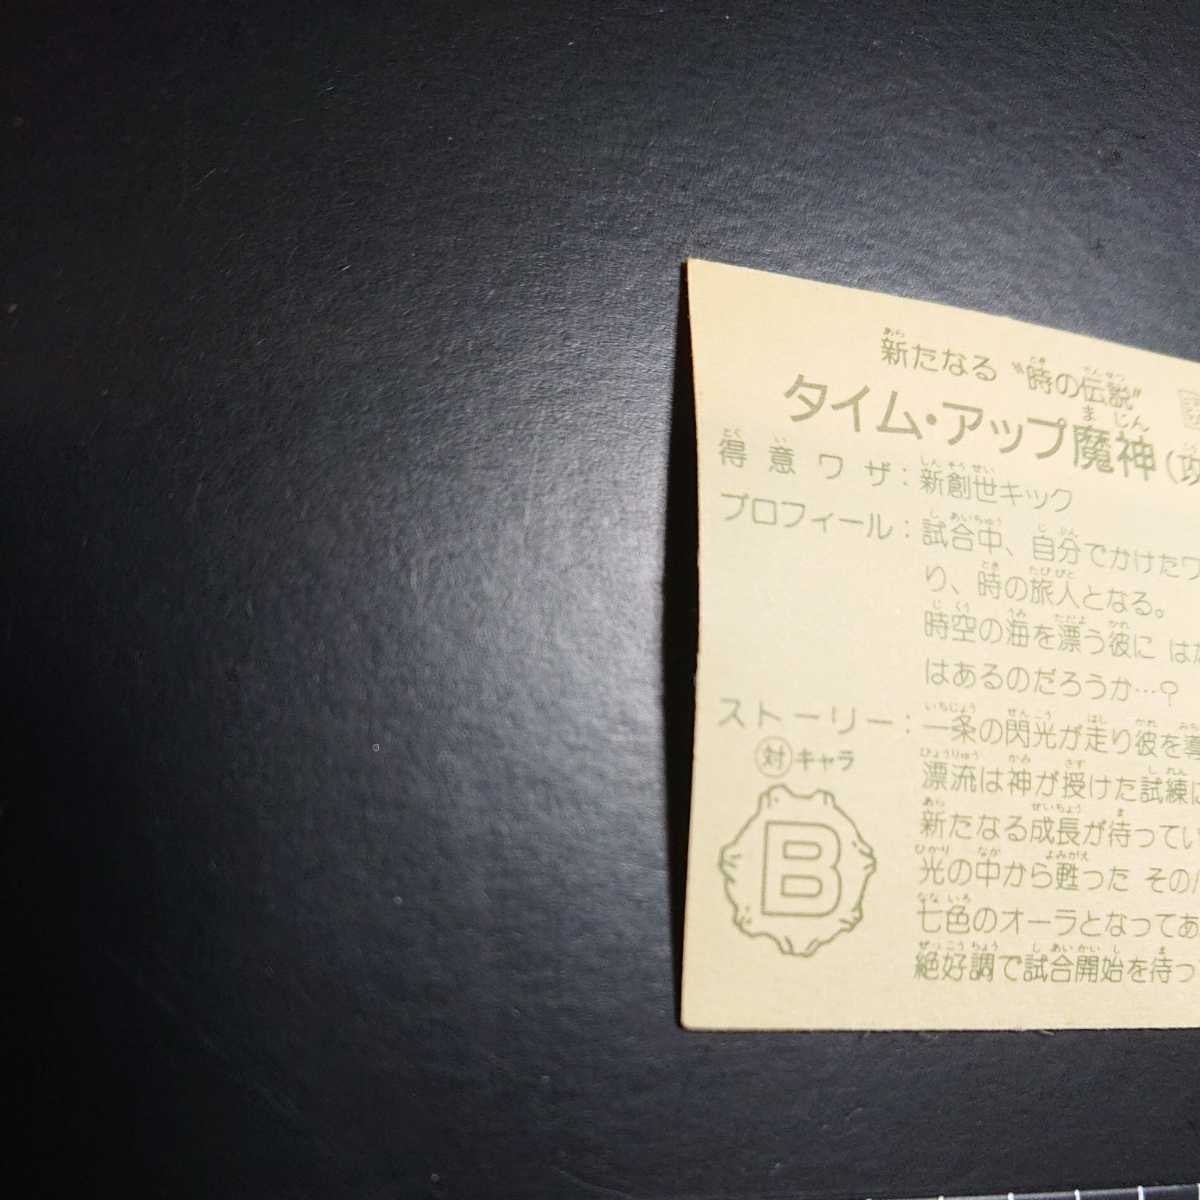 新たなる〝時の伝説〟
タイム・アップ魔神(
得意ワザ:新創世キック
プロフィール:試合中、自分でかけたワ
り、時の旅人となる。
時空の海を漂う彼に は
はあるのだろうか…?
ストーリー:一条の閃光が走り彼を
漂流は神が授けた試練に
新たなる成長が待ってい
光の中から甦った その
七色のオーラとなってあ
絶好調で試合開始を待っ
対キャラ
B